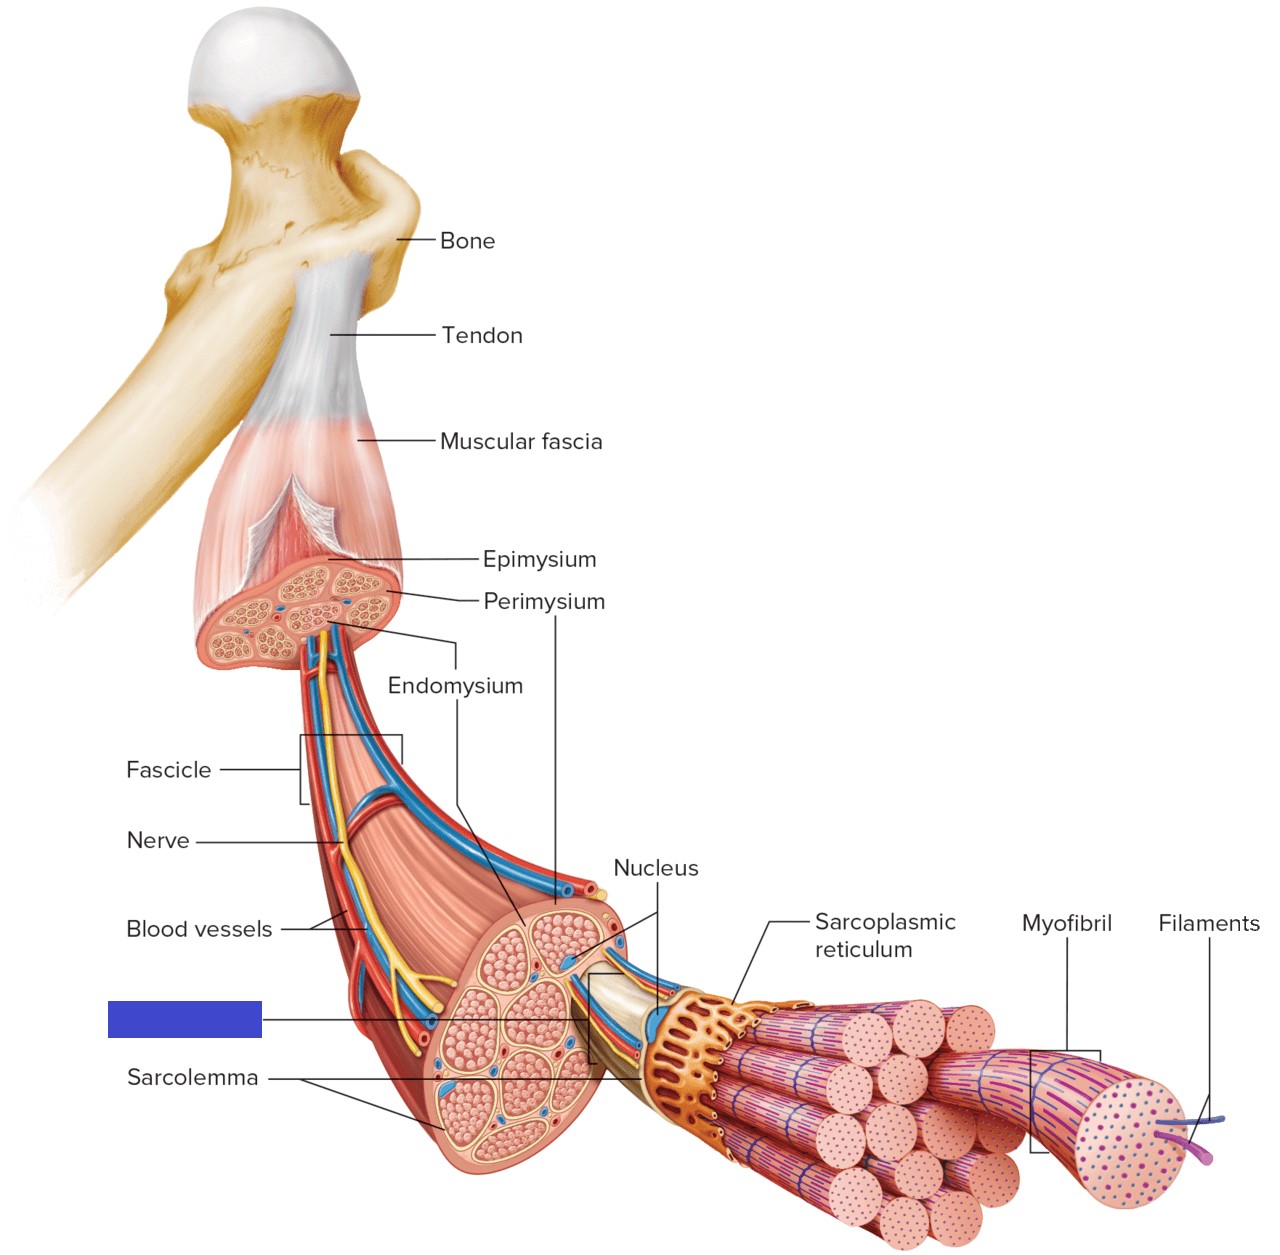 Bone
Tendon
Muscular fascia
Epimysium
Perimysium
Endomysium
Fascicle
Nerve
Nucleus
Blood vessels
Sarcoplasmic
reticulum
Myofibril
Filaments
Sarcolemma